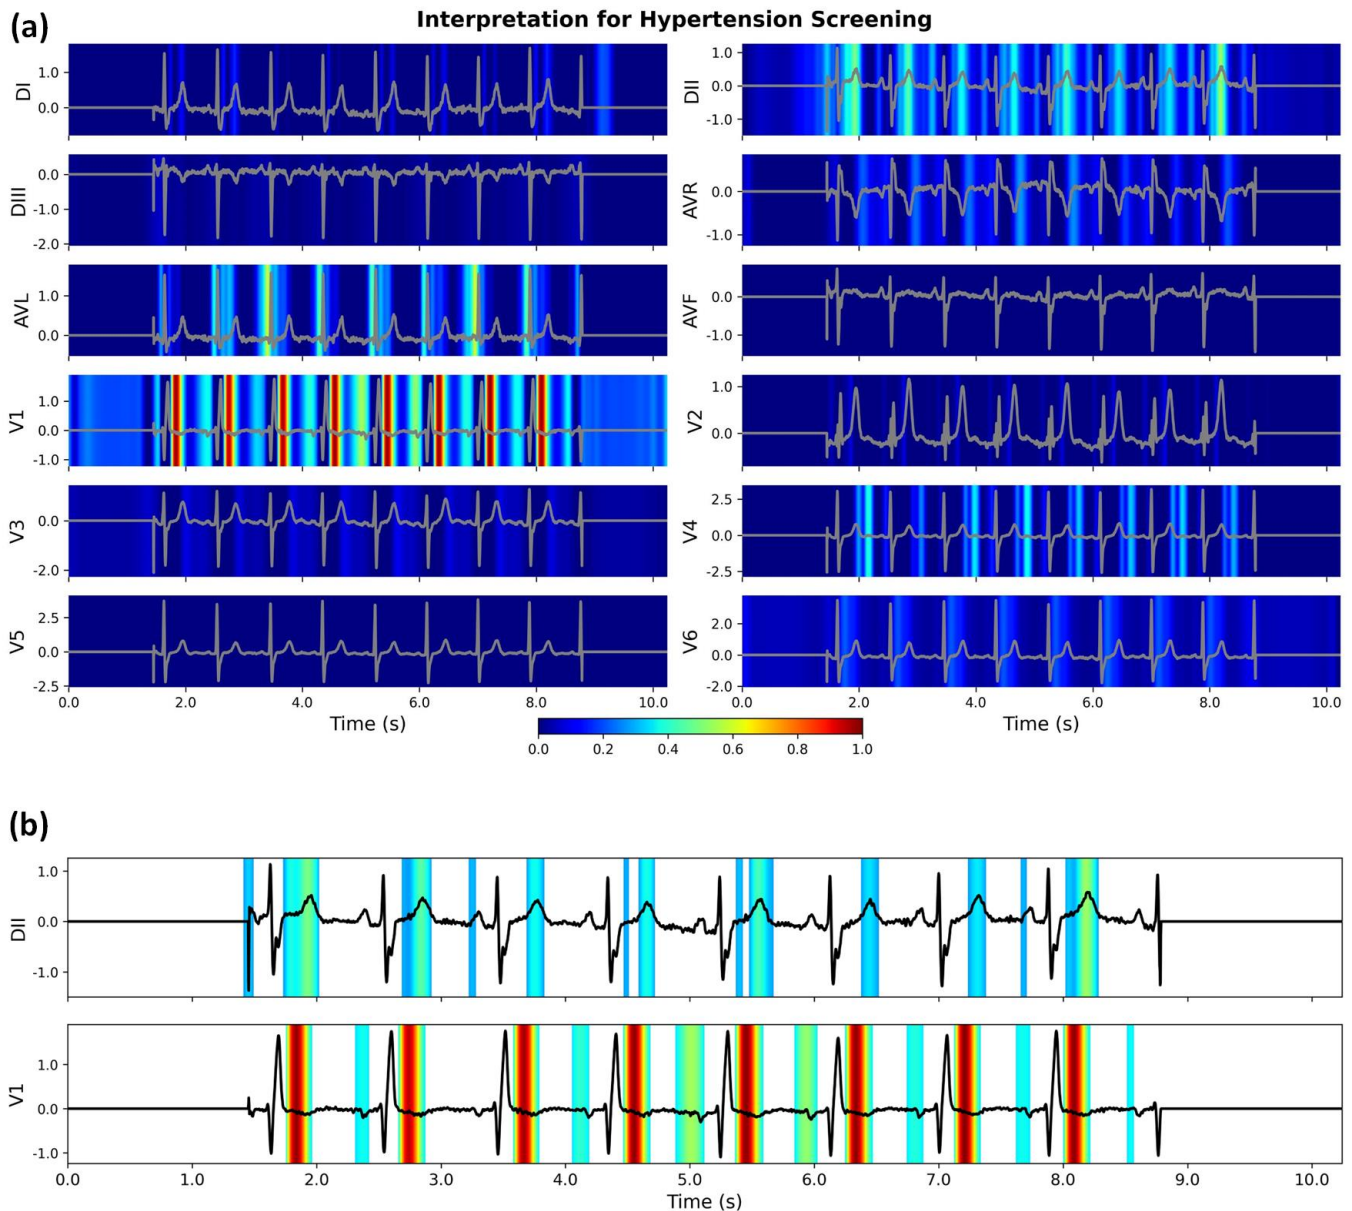 (a)
Interpretation for Hypertension Screening
DI
1.0
0.0
DII
1.0
0.0
-1.0
DIII
0.0
-1.0
-2.0
AVR
0.0
-1.0
AVL
1.0
0.0
AVF
0.0
-1.0
V1
1.0
0.0
-1.0
V2
1.0
0.0
V3
0.0
-2.0
V4
2.5
0.0
-2.5
V5
2.5
0.0
-2.5
V6
2.0
0.0
-2.0
0.0 2.0 4.0 6.0 8.0 10.0
Time (s)
0.0 2.0 4.0 6.0 8.0 10.0
Time (s)
0.0 0.2 0.4 0.6 0.8 1.0
(b)
DII
1.0
0.0
-1.0
V1
1.0
0.0
-1.0
0.0 1.0 2.0 3.0 4.0 5.0 6.0 7.0 8.0 9.0 10.0
Time (s)